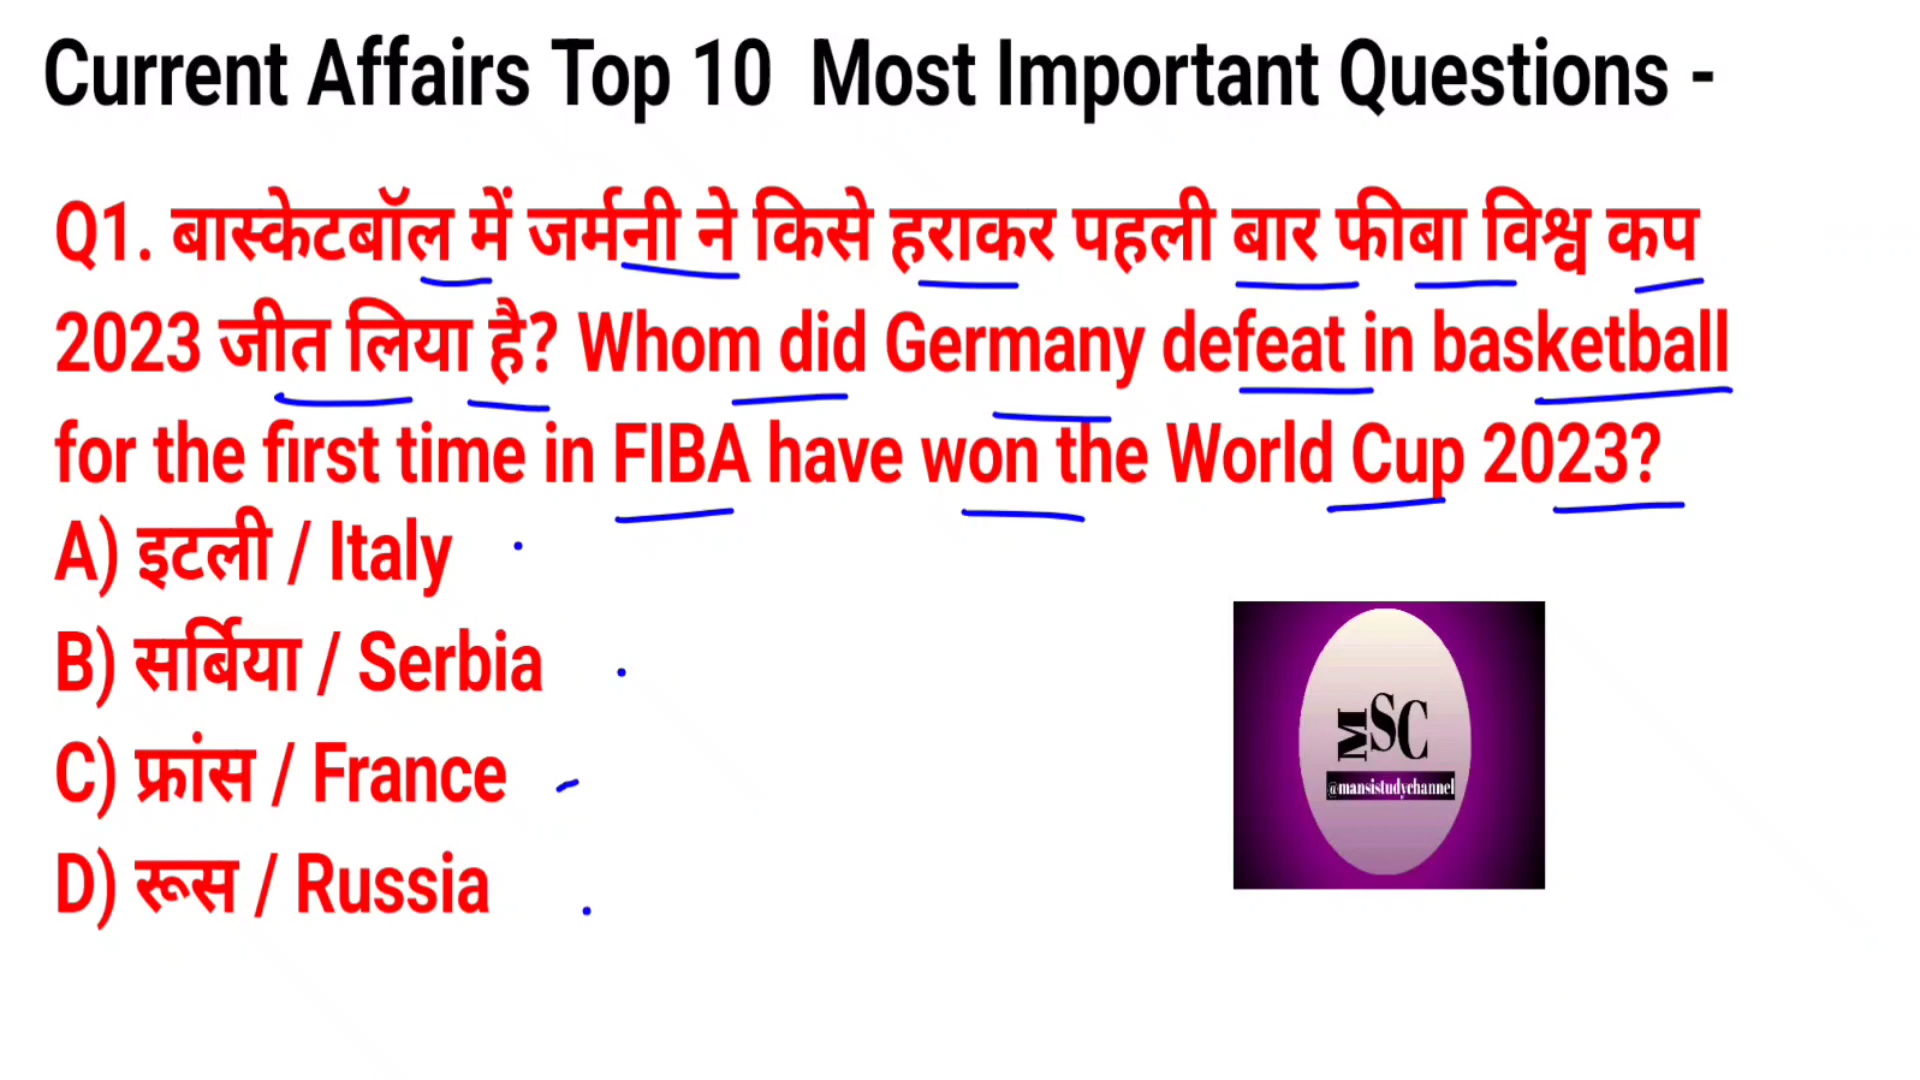 Current Affairs Top 10 Most Important Questions -
Q1. बास्केटबॉल में जर्मनी ने किसे हराकर पहली बार फीबा विश्व कप
2023 जीत लिया है? Whom did Germany defeat in basketball
for the first time in FIBA have won the World Cup 2023?
A) इटली / Italy
B) सर्बिया / Serbia
C) फ्रांस / France
D) रूस / Russia
MSC
@mansistudychannel